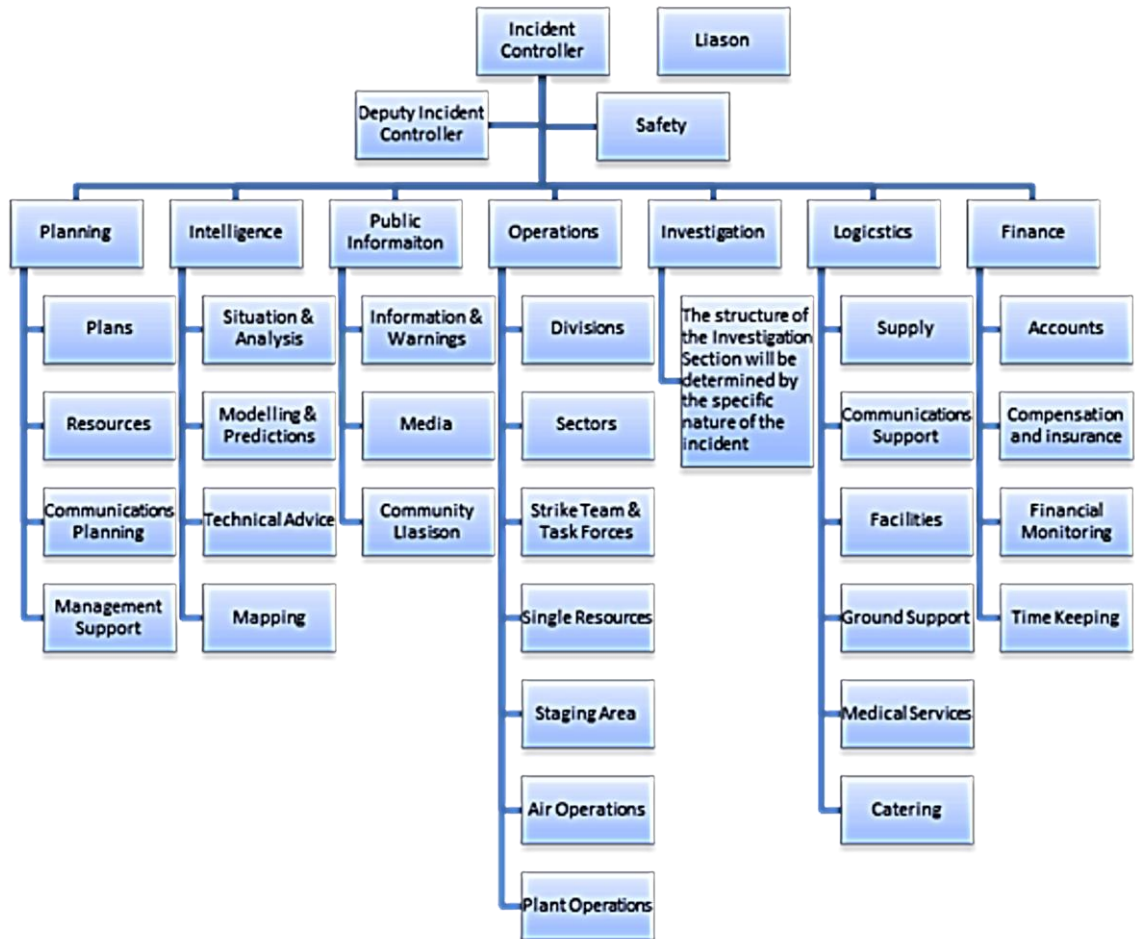 Incident
Controller
Liason
Deputy Incident
Controller
Safety
Planning
Intelligence
Public
Informaiton
Operations
Investigation
Logicstics
Finance
Plans
Resources
Communications
Planning
Management
Support
Situation &
Analysis
Modelling &
Predictions
Technical Advice
Mapping
Information &
Warnings
Media
Community
Liasison
Divisions
Sectors
Strike Team &
Task Forces
Single Resources
Staging Area
Air Operations
Plant Operations
The structure of
the Investigation
Section will be
determined by
the specific
nature of the
incident
Supply
Communications
Support
Facilities
Ground Support
Medical Services
Catering
Accounts
Compensation
and insurance
Financial
Monitoring
Time Keeping